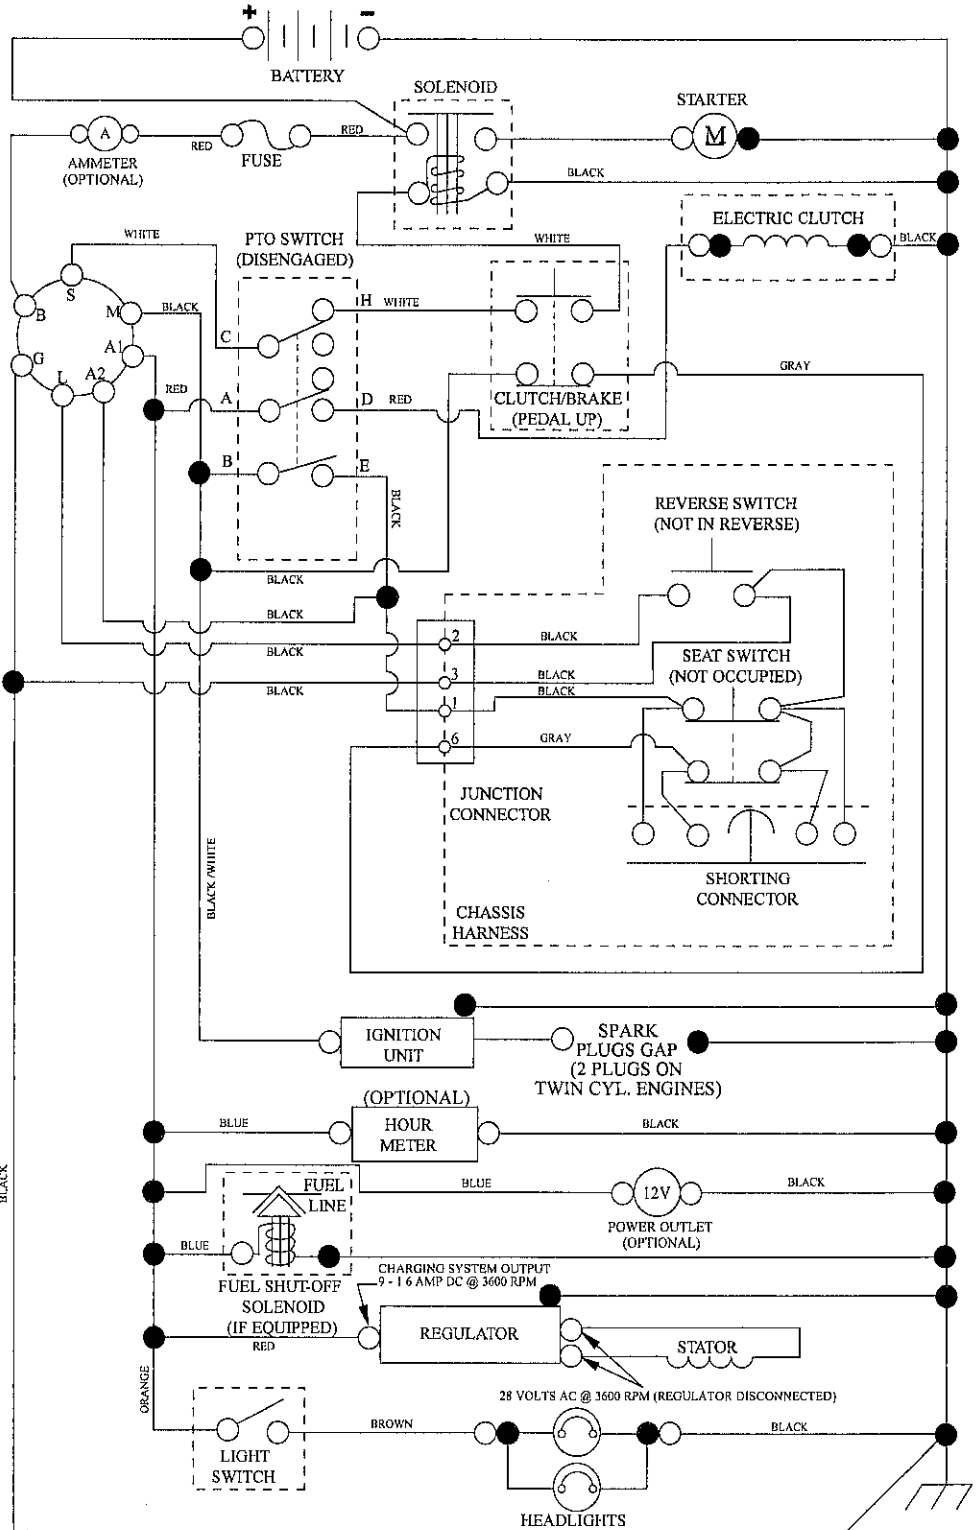 + -
BATTERY
SOLENOID
STARTER
A
RED
FUSE
RED
M
AMMETER
(OPTIONAL)
BLACK
ELECTRIC CLUTCH
WHITE
PTO SWITCH
(DISENGAGED)
WHITE
BLACK
S
B
M
BLACK
H
WHITE
C
G
A1
L
A2
RED
A
D
RED
CLUTCH/BRAKE
(PEDAL UP)
GRAY
B
E
BLACK
REVERSE SWITCH
(NOT IN REVERSE)
BLACK
BLACK
BLACK
2
BLACK
SEAT SWITCH
(NOT OCCUPIED)
BLACK
3
BLACK
1
BLACK
6
GRAY
JUNCTION
CONNECTOR
BLACK /WHITE
SHORTING
CONNECTOR
CHASSIS
HARNESS
IGNITION
UNIT
SPARK
PLUGS GAP
(2 PLUGS ON
TWIN CYL. ENGINES)
(OPTIONAL)
BLUE
HOUR
METER
BLACK
BLACK
FUEL
LINE
BLUE
12V
BLACK
POWER OUTLET
(OPTIONAL)
BLUE
CHARGING SYSTEM OUTPUT
9 - 1 6 AMP DC @ 3600 RPM
FUEL SHUT-OFF
SOLENOID
(IF EQUIPPED)
RED
REGULATOR
STATOR
ORANGE
28 VOLTS AC @ 3600 RPM (REGULATOR DISCONNECTED)
BROWN
BLACK
LIGHT
SWITCH
HEADLIGHTS